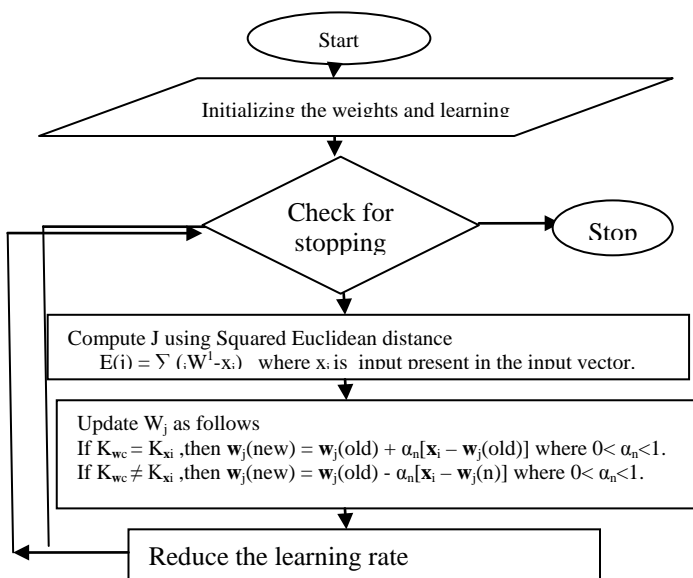 Start
Initializing the weights and learning
Check for
stopping
Stop
Compute J using Squared Euclidean distance
E(j) = ∑ (ᵢW¹-xᵢ) where xᵢ is input present in the input vector.
Update Wⱼ as follows
If K_wc = K_xi ,then wⱼ(new) = wⱼ(old) + αₙ[xᵢ – wⱼ(old)] where 0< αₙ<1.
If K_wc ≠ K_xi ,then wⱼ(new) = wⱼ(old) - αₙ[xᵢ – wⱼ(n)] where 0< αₙ<1.
Reduce the learning rate